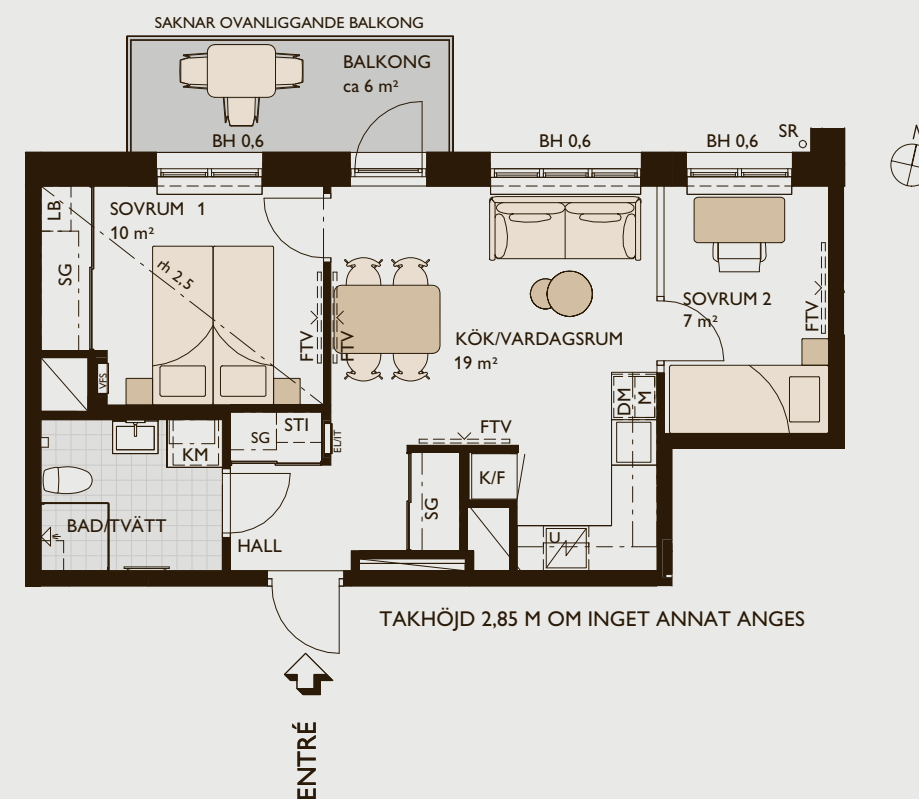 SAKNAR OVANLIGGANDE BALKONG
BALKONG
ca 6 m²
BH 0,6
BH 0,6
BH 0,6
SR
LB
SOVRUM 1
10 m²
SG
rh 2,5
FTV
FTV
KÖK/VARDAGSRUM
19 m²
SOVRUM 2
7 m²
FTV
VFS
DM
M
KM
SG
STI
EL/IT
FTV
K/F
SG
U
BAD/TVÄTT
HALL
TAKHÖJD 2,85 M OM INGET ANNAT ANGES
ENTRÉ